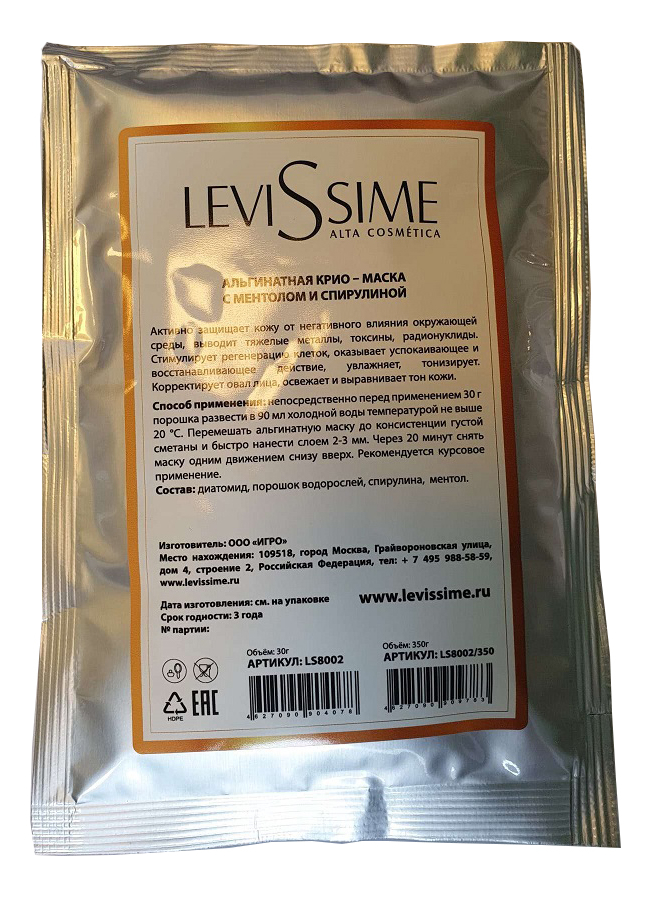 LEVISSIME
ALTA COSMÉTICA
АЛЬГИНАТНАЯ КРИО – МАСКА
С МЕНТОЛОМ И СПИРУЛИНОЙ
Активно защищает кожу от негативного влияния окружающей
среды, выводит тяжелые металлы, токсины, радионуклиды.
Стимулирует регенерацию клеток, оказывает успокаивающее и
восстанавливающее действие, увлажняет, тонизирует.
Корректирует овал лица, освежает и выравнивает тон кожи.
Способ применения: непосредственно перед применением 30 г
порошка развести в 90 мл холодной воды температурой не выше
20 °С. Перемешать альгинатную маску до консистенции густой
сметаны и быстро нанести слоем 2-3 мм. Через 20 минут снять
маску одним движением снизу вверх. Рекомендуется курсовое
применение.
Состав: диатомид, порошок водорослей, спирулина, ментол.
Изготовитель: ООО «ИГРО»
Место нахождения: 109518, город Москва, Грайвороновская улица,
дом 4, строение 2, Российская Федерация, тел: + 7 495 988-58-59,
www.levissime.ru
Дата изготовления: см. на упаковке
Срок годности: 3 года
№ партии:
www.levissime.ru
Объём: 30г
АРТИКУЛ: LS8002
Объём: 350г
АРТИКУЛ: LS8002/350
HDPE
EAC
4 627090 904078
4 627090 909783